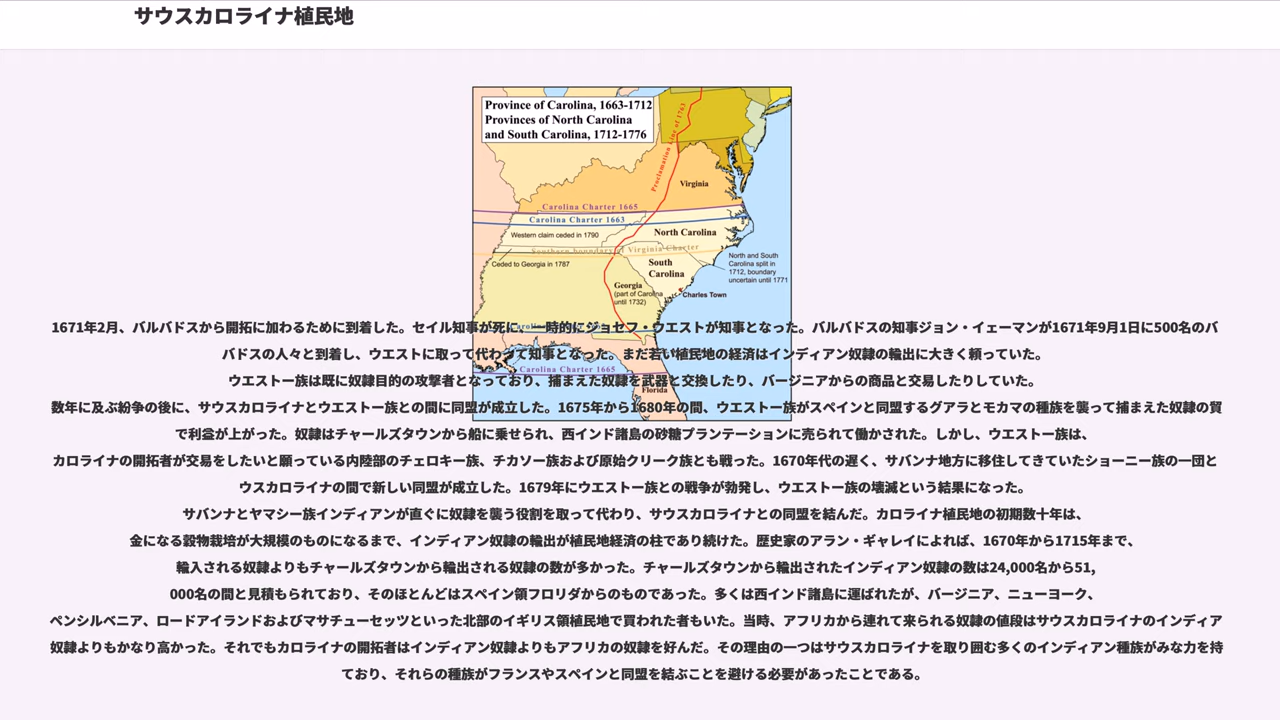 サウスカロライナ植民地
Province of Carolina, 1663-1712
Provinces of North Carolina
and South Carolina, 1712-1776
Proclamation Line of 1763
Virginia
Carolina Charter 1665
Carolina Charter 1663
Western claim ceded in 1790
North Carolina
Southern boundary of Virginia Charter
Ceded to Georgia in 1787
South
Carolina
North and South
Carolina split in
1712, boundary
uncertain until 1771
Georgia
(part of Carolina
until 1732)
Charles Town
1671年2月、バルバドスから開拓に加わるために到着した。セイル知事が死に、一時的にジョセフ・ウエストが知事となった。バルバドスの知事ジョン・イェーマンが1671年9月1日に500名のバ
バドスの人々と到着し、ウエストに取って代わって知事となった。まだ若い植民地の経済はインディアン奴隷の輸出に大きく頼っていた。
Carolina Charter 1665
ウエストー族は既に奴隷目的の攻撃者となっており、捕まえた奴隷を武器と交換したり、バージニアからの商品と交易したりしていた。
Florida
数年に及ぶ紛争の後に、サウスカロライナとウエストー族との間に同盟が成立した。1675年から1680年の間、ウエストー族がスペインと同盟するグアラとモカマの種族を襲って捕まえた奴隷の貿
で利益が上がった。奴隷はチャールズタウンから船に乗せられ、西インド諸島の砂糖プランテーションに売られて働かされた。しかし、ウエストー族は、
カロライナの開拓者が交易をしたいと願っている内陸部のチェロキー族、チカソー族および原始クリーク族とも戦った。1670年代の遅く、サバンナ地方に移住してきていたショーニー族の一団と
ウスカロライナの間で新しい同盟が成立した。1679年にウエストー族との戦争が勃発し、ウエストー族の壊滅という結果になった。
サバンナとヤマシー族インディアンが直ぐに奴隷を襲う役割を取って代わり、サウスカロライナとの同盟を結んだ。カロライナ植民地の初期数十年は、
金になる穀物栽培が大規模のものになるまで、インディアン奴隷の輸出が植民地経済の柱であり続けた。歴史家のアラン・ギャレイによれば、1670年から1715年まで、
輸入される奴隷よりもチャールズタウンから輸出される奴隷の数が多かった。チャールズタウンから輸出されたインディアン奴隷の数は24,000名から51,
000名の間と見積もられており、そのほとんどはスペイン領フロリダからのものであった。多くは西インド諸島に運ばれたが、バージニア、ニューヨーク、
ペンシルベニア、ロードアイランドおよびマサチューセッツといった北部のイギリス領植民地で買われた者もいた。当時、アフリカから連れて来られる奴隷の値段はサウスカロライナのインディア
奴隷よりもかなり高かった。それでもカロライナの開拓者はインディアン奴隷よりもアフリカの奴隷を好んだ。その理由の一つはサウスカロライナを取り囲む多くのインディアン種族がみな力を持
ており、それらの種族がフランスやスペインと同盟を結ぶことを避ける必要があったことである。